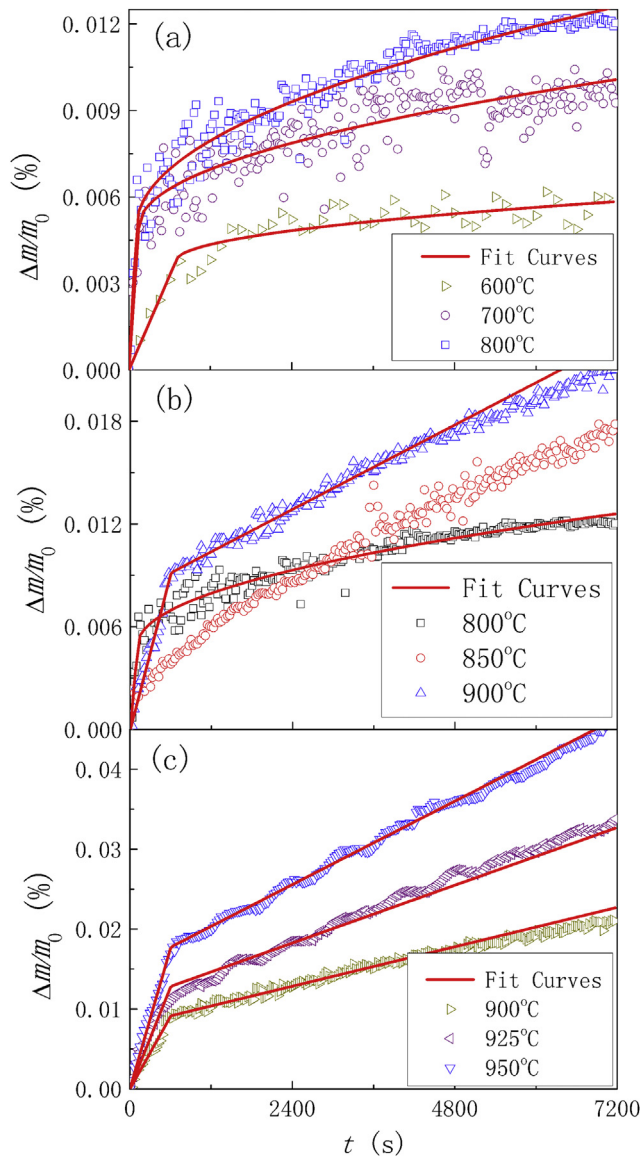 (a)
0.012
0.009
0.006
0.003
0.000
Δm/m0 (%)
Fit Curves
600°C
700°C
800°C
(b)
0.018
0.012
0.006
0.000
Δm/m0 (%)
Fit Curves
800°C
850°C
900°C
(c)
0.04
0.03
0.02
0.01
0.00
Δm/m0 (%)
Fit Curves
900°C
925°C
950°C
0 2400 4800 7200
t (s)